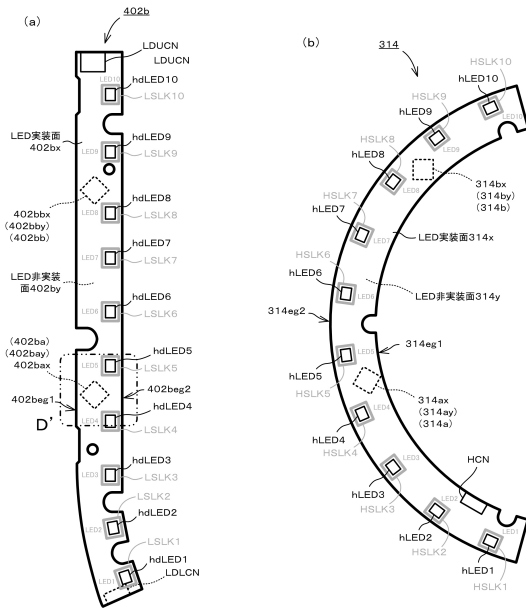 (a)
402b
LDUCN
LDUCN
LED10
hdLED10
LSLK10
LED実装面
402bx
LED9
hdLED9
LSLK9
402bbx
(402bby)
(402bb)
LED8
hdLED8
LSLK8
LED7
hdLED7
LSLK7
LED非実装
面402by
LED6
hdLED6
LSLK6
(402ba)
(402bay)
402bax
LED5
hdLED5
LSLK5
402beg1
402beg2
D'
LED4
hdLED4
LSLK4
LED3
hdLED3
LSLK3
LSLK2
LED2
hdLED2
LSLK1
LED1
hdLED1
LDLCN
(b)
314
HSLK10
hLED10
LED10
HSLK9
hLED9
LED9
HSLK8
hLED8
LED8
314bx
(314by)
(314b)
HSLK7
hLED7
LED7
LED実装面314x
HSLK6
hLED6
LED6
LED非実装面314y
314eg2
314eg1
LED5
hLED5
HSLK5
314ax
(314ay)
(314a)
LED4
hLED4
HSLK4
HCN
LED3
hLED3
HSLK3
LED2
hLED2
HSLK2
LED1
hLED1
HSLK1